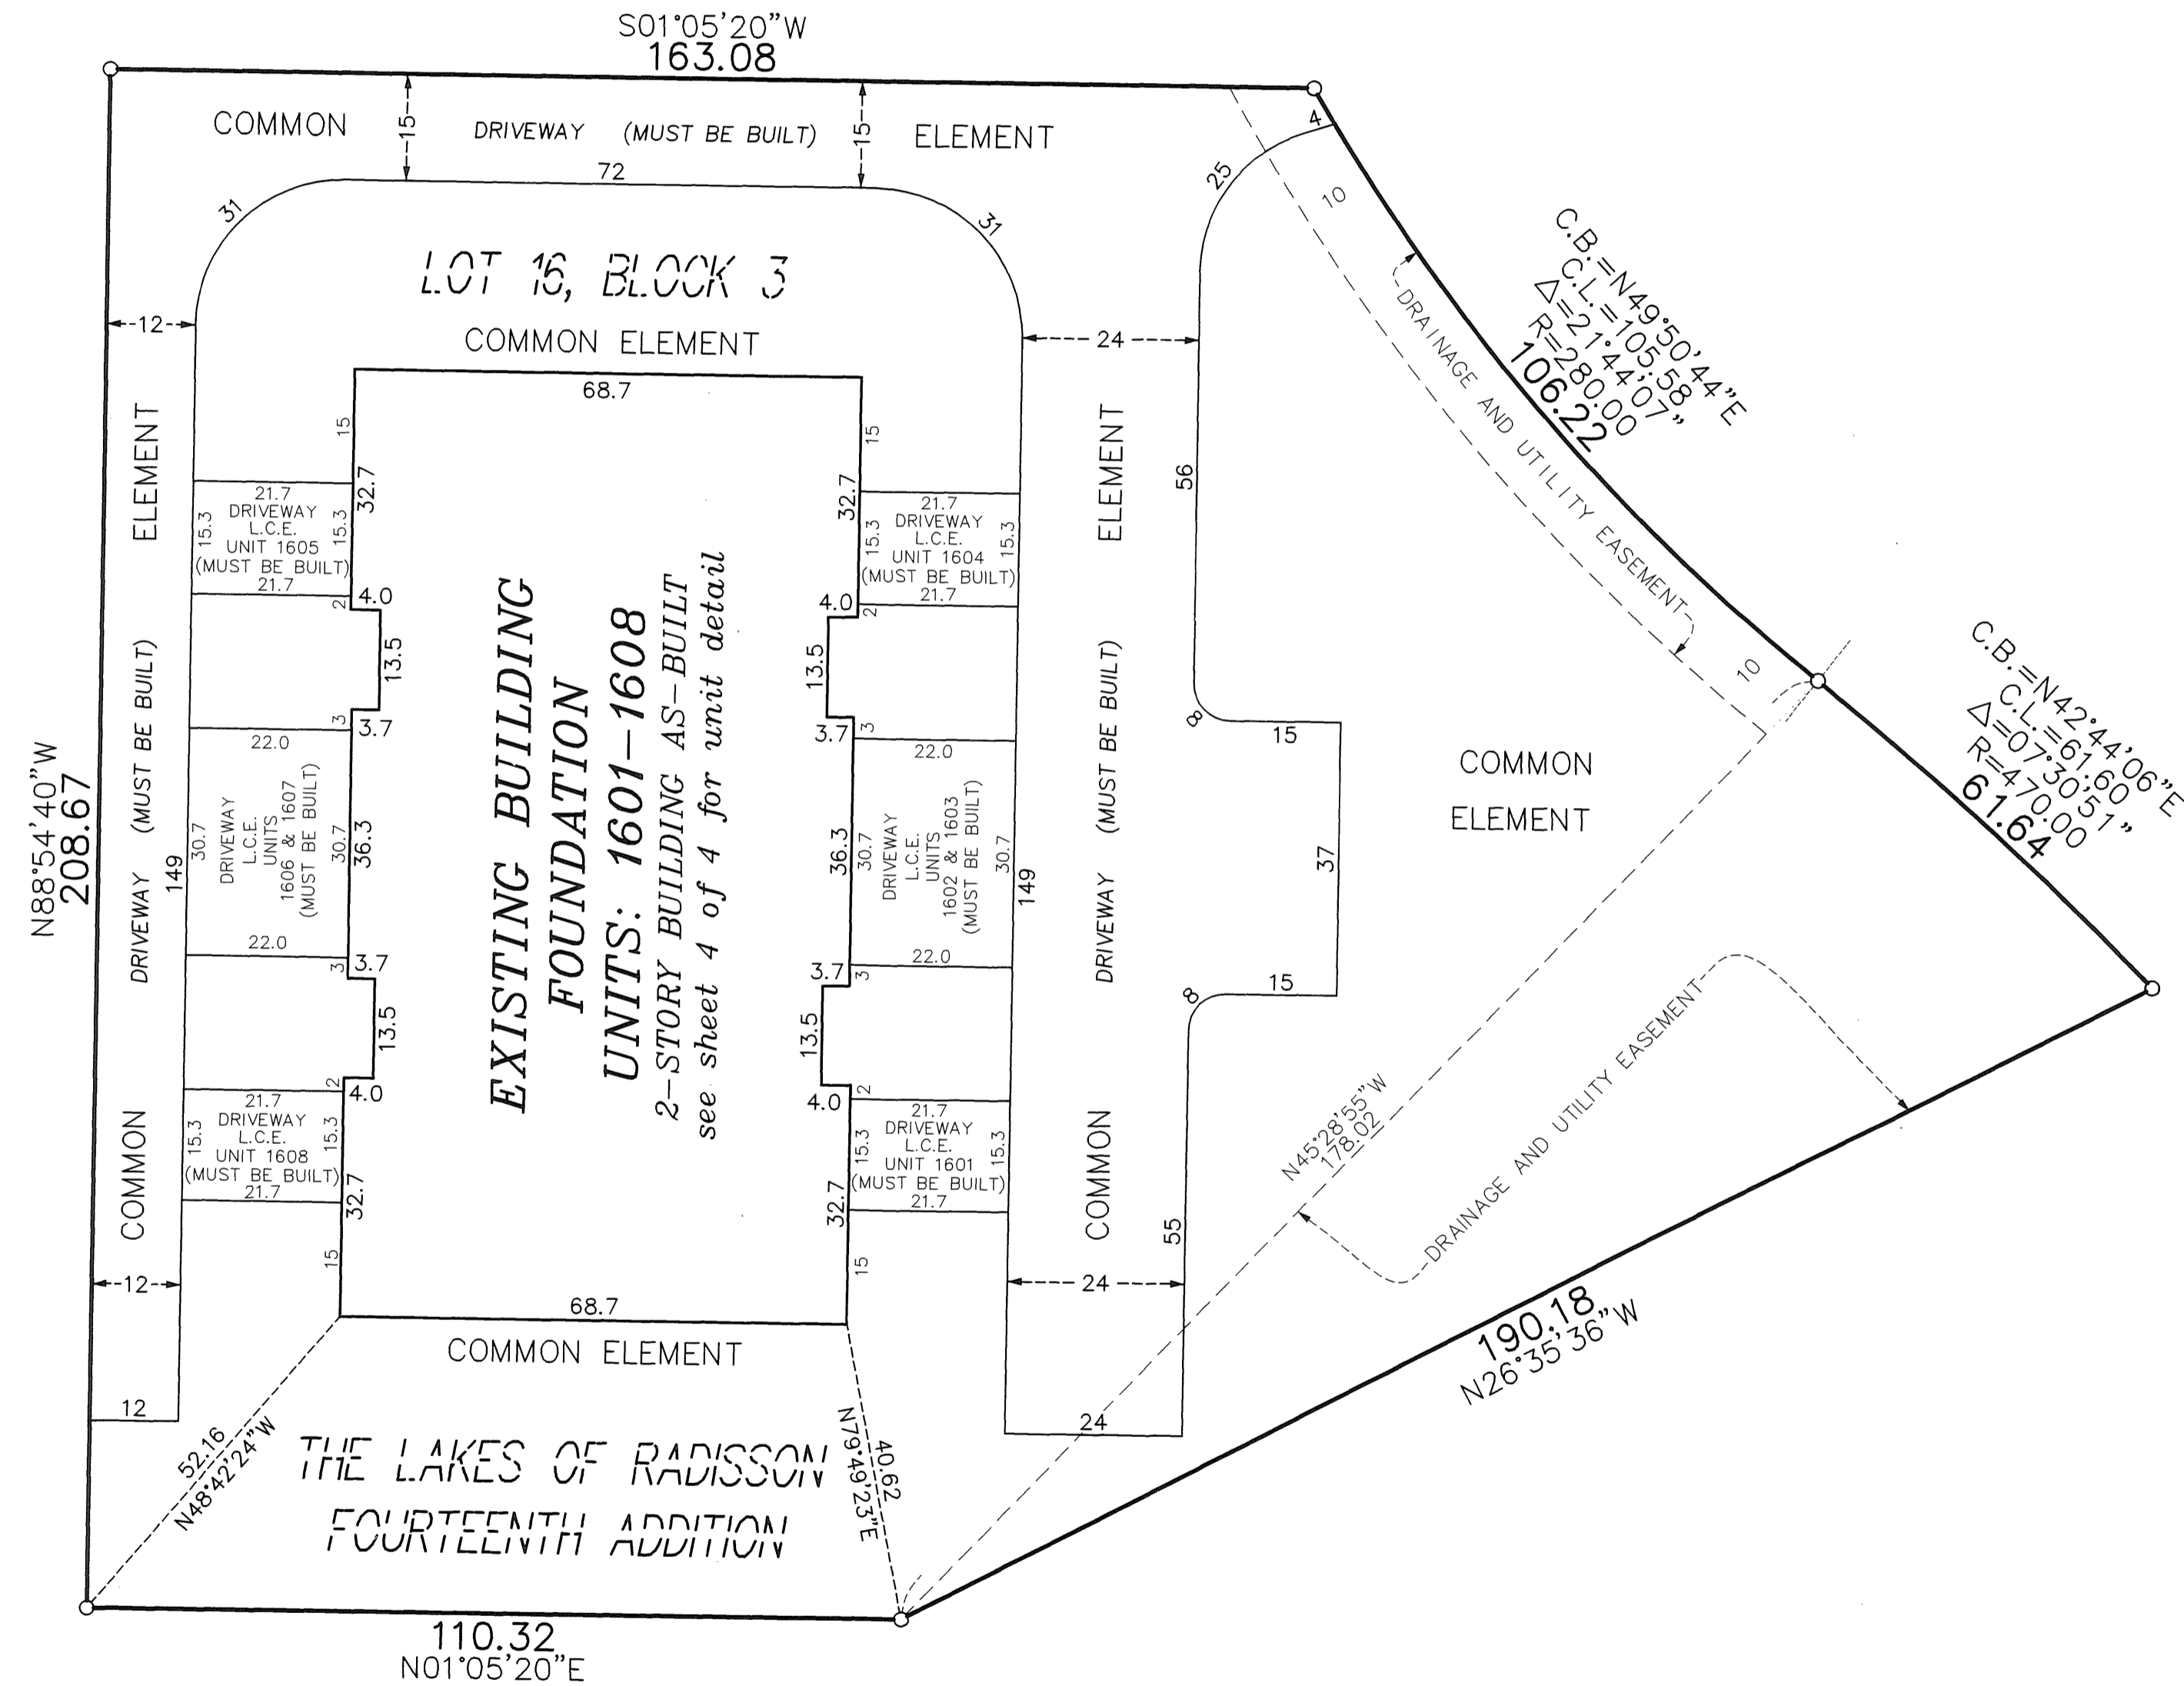 S01°05'20"W
163.08
COMMON
15
DRIVEWAY (MUST BE BUILT)
15
ELEMENT
72
31
31
25
4
10
LOT 16, BLOCK 3
COMMON ELEMENT
12
24
68.7
15
15
32.7
32.7
ELEMENT
DRIVEWAY (MUST BE BUILT)
COMMON
N88°54'40"W
208.67
149
12
12
21.7
DRIVEWAY
L.C.E.
UNIT 1605
(MUST BE BUILT)
21.7
15.3
15.3
2
4.0
13.5
3
3.7
22.0
DRIVEWAY
L.C.E.
UNITS
1606 & 1607
(MUST BE BUILT)
30.7
30.7
36.3
22.0
3
3.7
13.5
2
4.0
21.7
DRIVEWAY
L.C.E.
UNIT 1608
(MUST BE BUILT)
21.7
15.3
15.3
32.7
15
EXISTING BUILDING
FOUNDATION
UNITS: 1601-1608
2-STORY BUILDING AS-BUILT
see sheet 4 of 4 for unit detail
21.7
DRIVEWAY
L.C.E.
UNIT 1604
(MUST BE BUILT)
21.7
15.3
15.3
4.0
2
13.5
3.7
3
22.0
DRIVEWAY
L.C.E.
UNITS
1602 & 1603
(MUST BE BUILT)
36.3
30.7
30.7
22.0
3.7
3
13.5
4.0
2
21.7
DRIVEWAY
L.C.E.
UNIT 1601
(MUST BE BUILT)
21.7
15.3
15.3
32.7
15
149
ELEMENT
DRIVEWAY (MUST BE BUILT)
COMMON
24
24
56
8
15
37
15
8
55
68.7
COMMON ELEMENT
52.16
N48°42'24"W
40.62
N79°49'23"E
THE LAKES OF RADISSON
FOURTEENTH ADDITION
110.32
N01°05'20"E
C.B.=N49°50'44"E
C.L.=105.58
Δ=21°44'07"
R=280.00
106.22
DRAINAGE AND UTILITY EASEMENT
10
C.B.=N42°44'06"E
C.L.=61.60
Δ=07°30'51"
R=470.00
61.64
COMMON
ELEMENT
N45°28'55"W
178.02
DRAINAGE AND UTILITY EASEMENT
190.18
N26°35'36"W